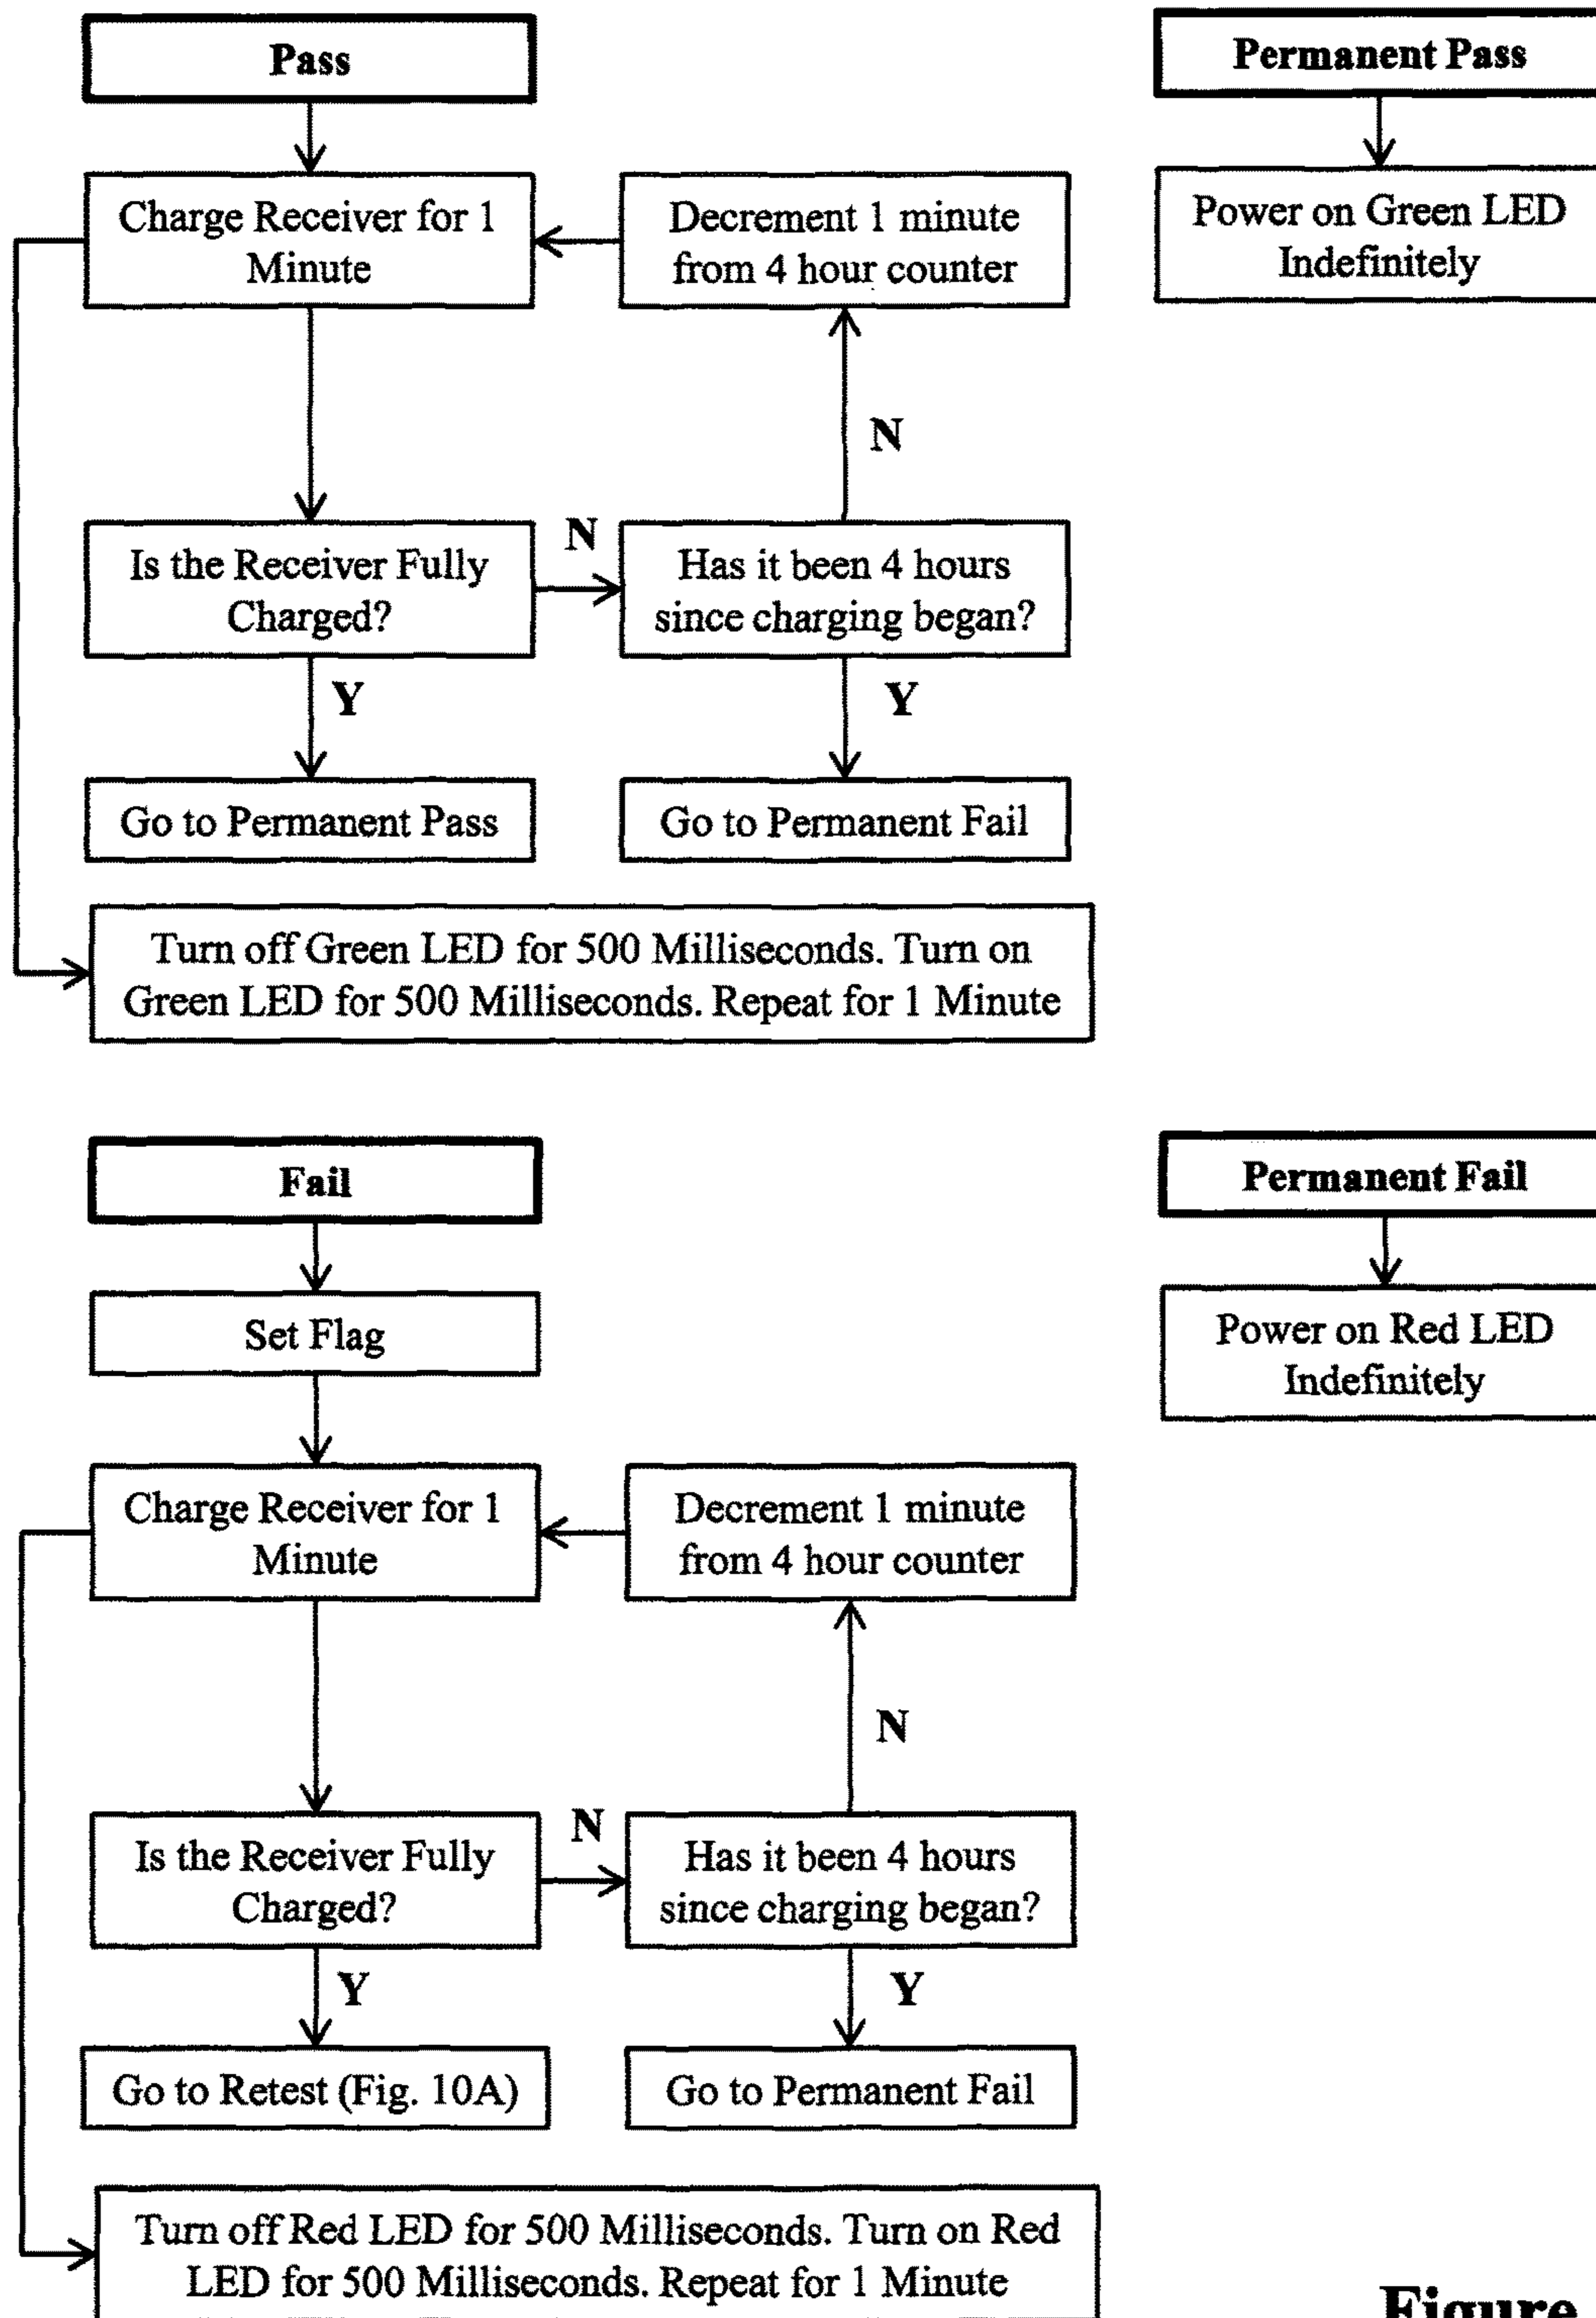 Pass
Charge Receiver for 1
Minute
Decrement 1 minute
from 4 hour counter
N
Is the Receiver Fully
Charged?
N
Has it been 4 hours
since charging began?
Y
Y
Go to Permanent Pass
Go to Permanent Fail
Turn off Green LED for 500 Milliseconds. Turn on
Green LED for 500 Milliseconds. Repeat for 1 Minute
Permanent Pass
Power on Green LED
Indefinitely
Fail
Set Flag
Charge Receiver for 1
Minute
Decrement 1 minute
from 4 hour counter
N
Is the Receiver Fully
Charged?
N
Has it been 4 hours
since charging began?
Y
Y
Go to Retest (Fig. 10A)
Go to Permanent Fail
Turn off Red LED for 500 Milliseconds. Turn on Red
LED for 500 Milliseconds. Repeat for 1 Minute
Permanent Fail
Power on Red LED
Indefinitely
Figure